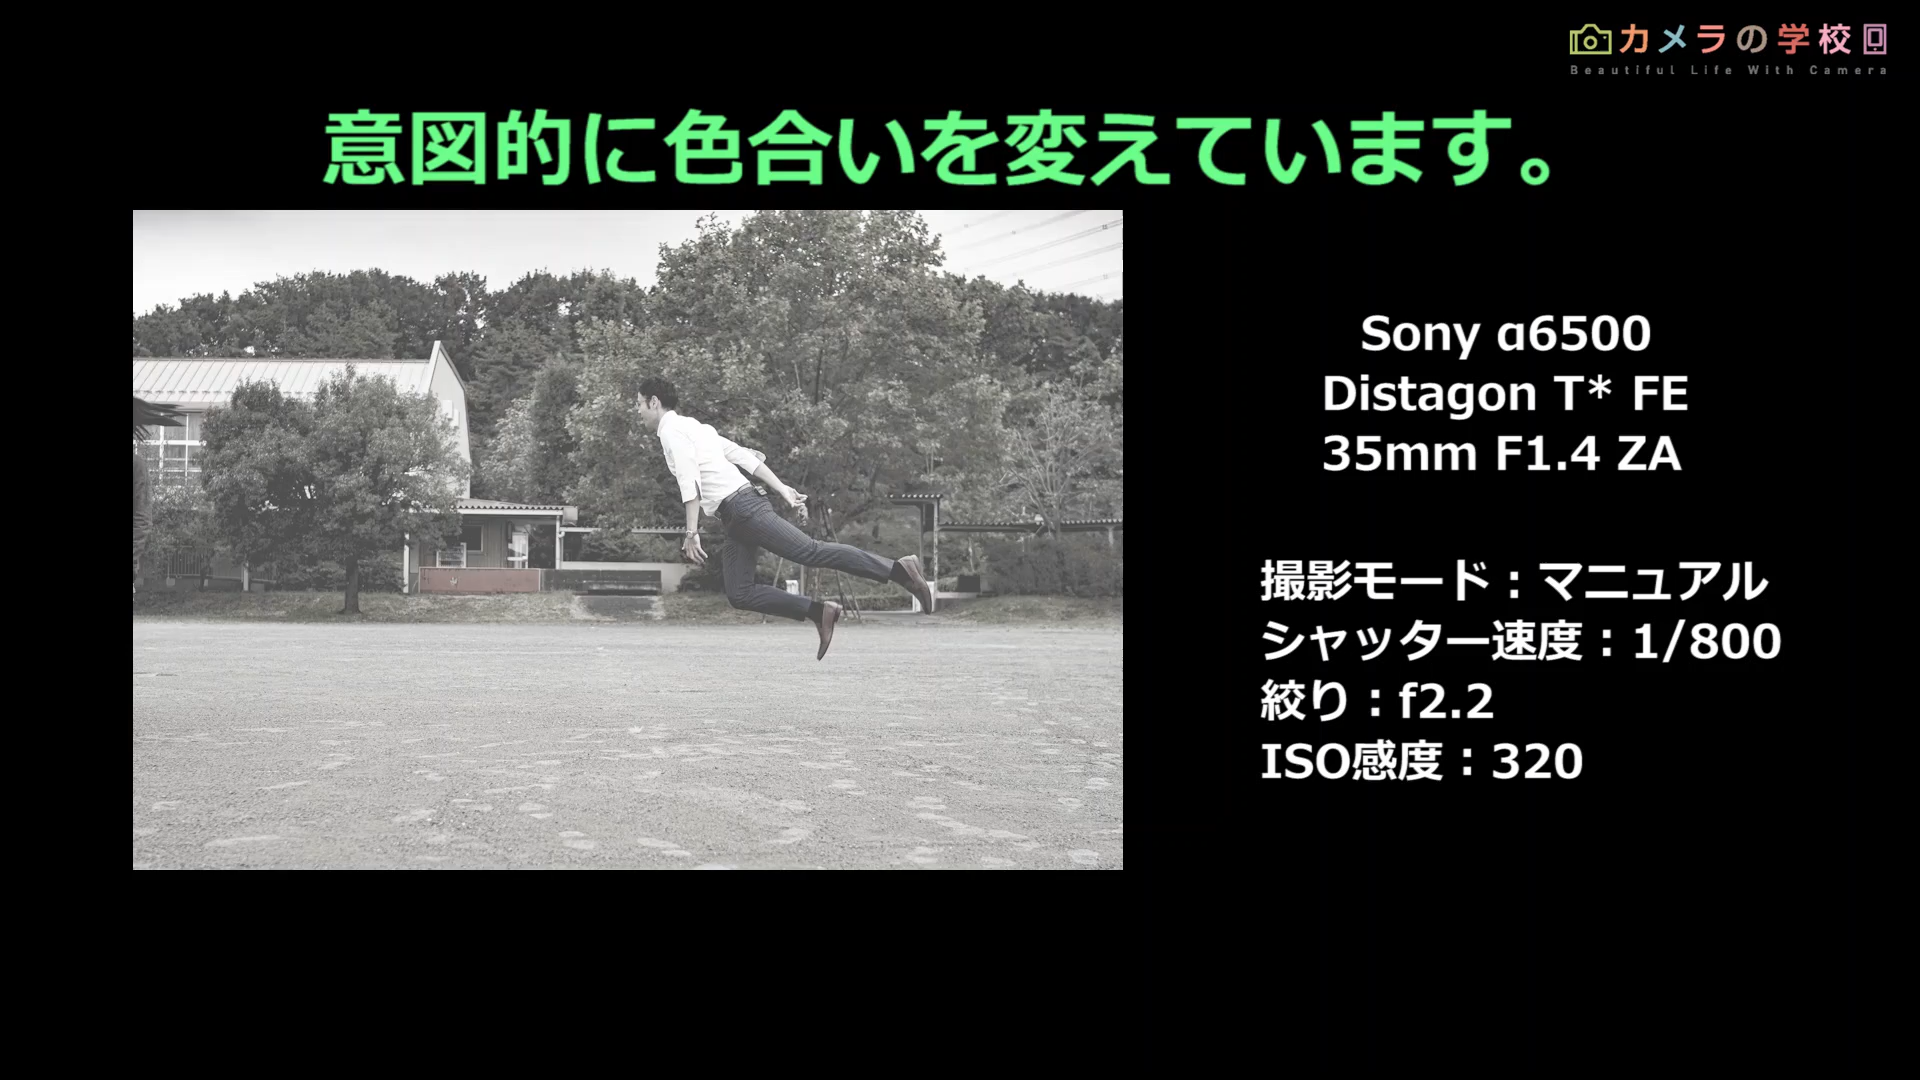 カメラの学校
Beautiful Life With Camera
意図的に色合いを変えています。
Sony α6500
Distagon T* FE
35mm F1.4 ZA
撮影モード：マニュアル
シャッター速度：1/800
絞り：f2.2
ISO感度：320